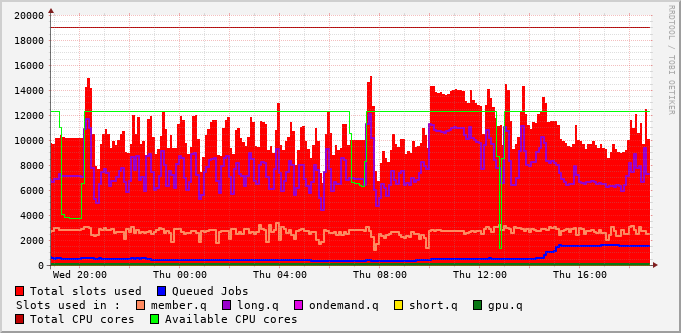 20000
18000
16000
14000
12000
10000
8000
6000
4000
2000
0
Wed 20:00 Thu 00:00 Thu 04:00 Thu 08:00 Thu 12:00 Thu 16:00
RRDTOOL / TOBI OETIKER
Total slots used Queued Jobs
Slots used in : member.q long.q ondemand.q short.q gpu.q
Total CPU cores Available CPU cores